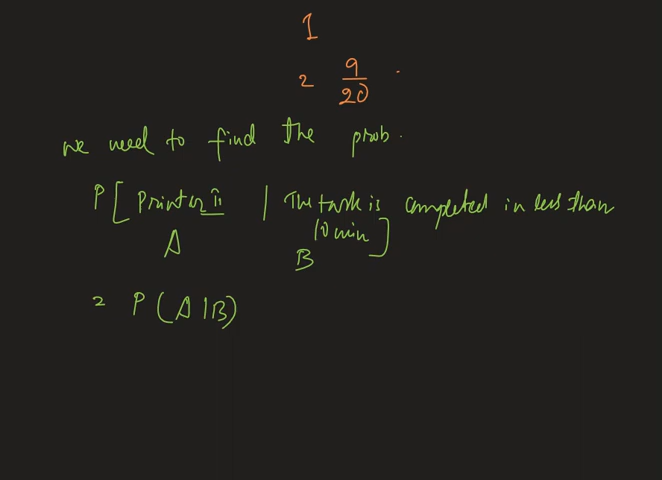 1
= 9/20 .
we need to find the prob.
P[ Printer II | The task is completed in less than
10 min ]
A B
= P(A|B)